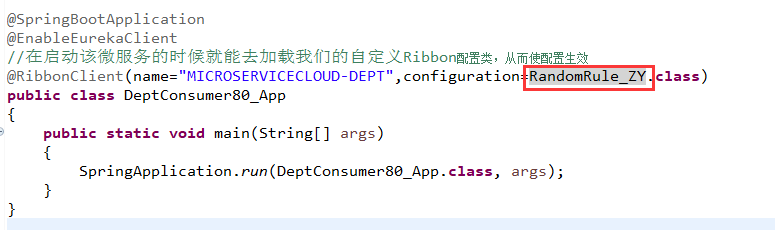 @SpringBootApplication
@EnableEurekaClient
//在启动该微服务的时候就能去加载我们的自定义Ribbon配置类，从而使配置生效
@RibbonClient(name="MICROSERVICECLOUD-DEPT",configuration=RandomRule_ZY.class)
public class DeptConsumer80_App
{
    public static void main(String[] args)
    {
        SpringApplication.run(DeptConsumer80_App.class, args);
    }
}